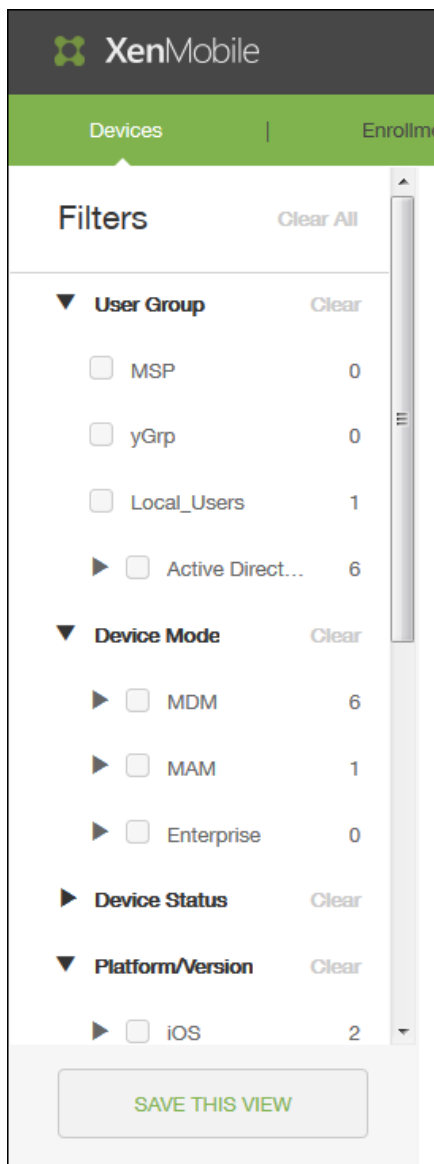 XenMobile
Devices | Enrollme
Filters Clear All
User Group Clear
MSP 0
yGrp 0
Local_Users 1
Active Direct... 6
Device Mode Clear
MDM 6
MAM 1
Enterprise 0
Device Status Clear
Platform/Version Clear
iOS 2
SAVE THIS VIEW